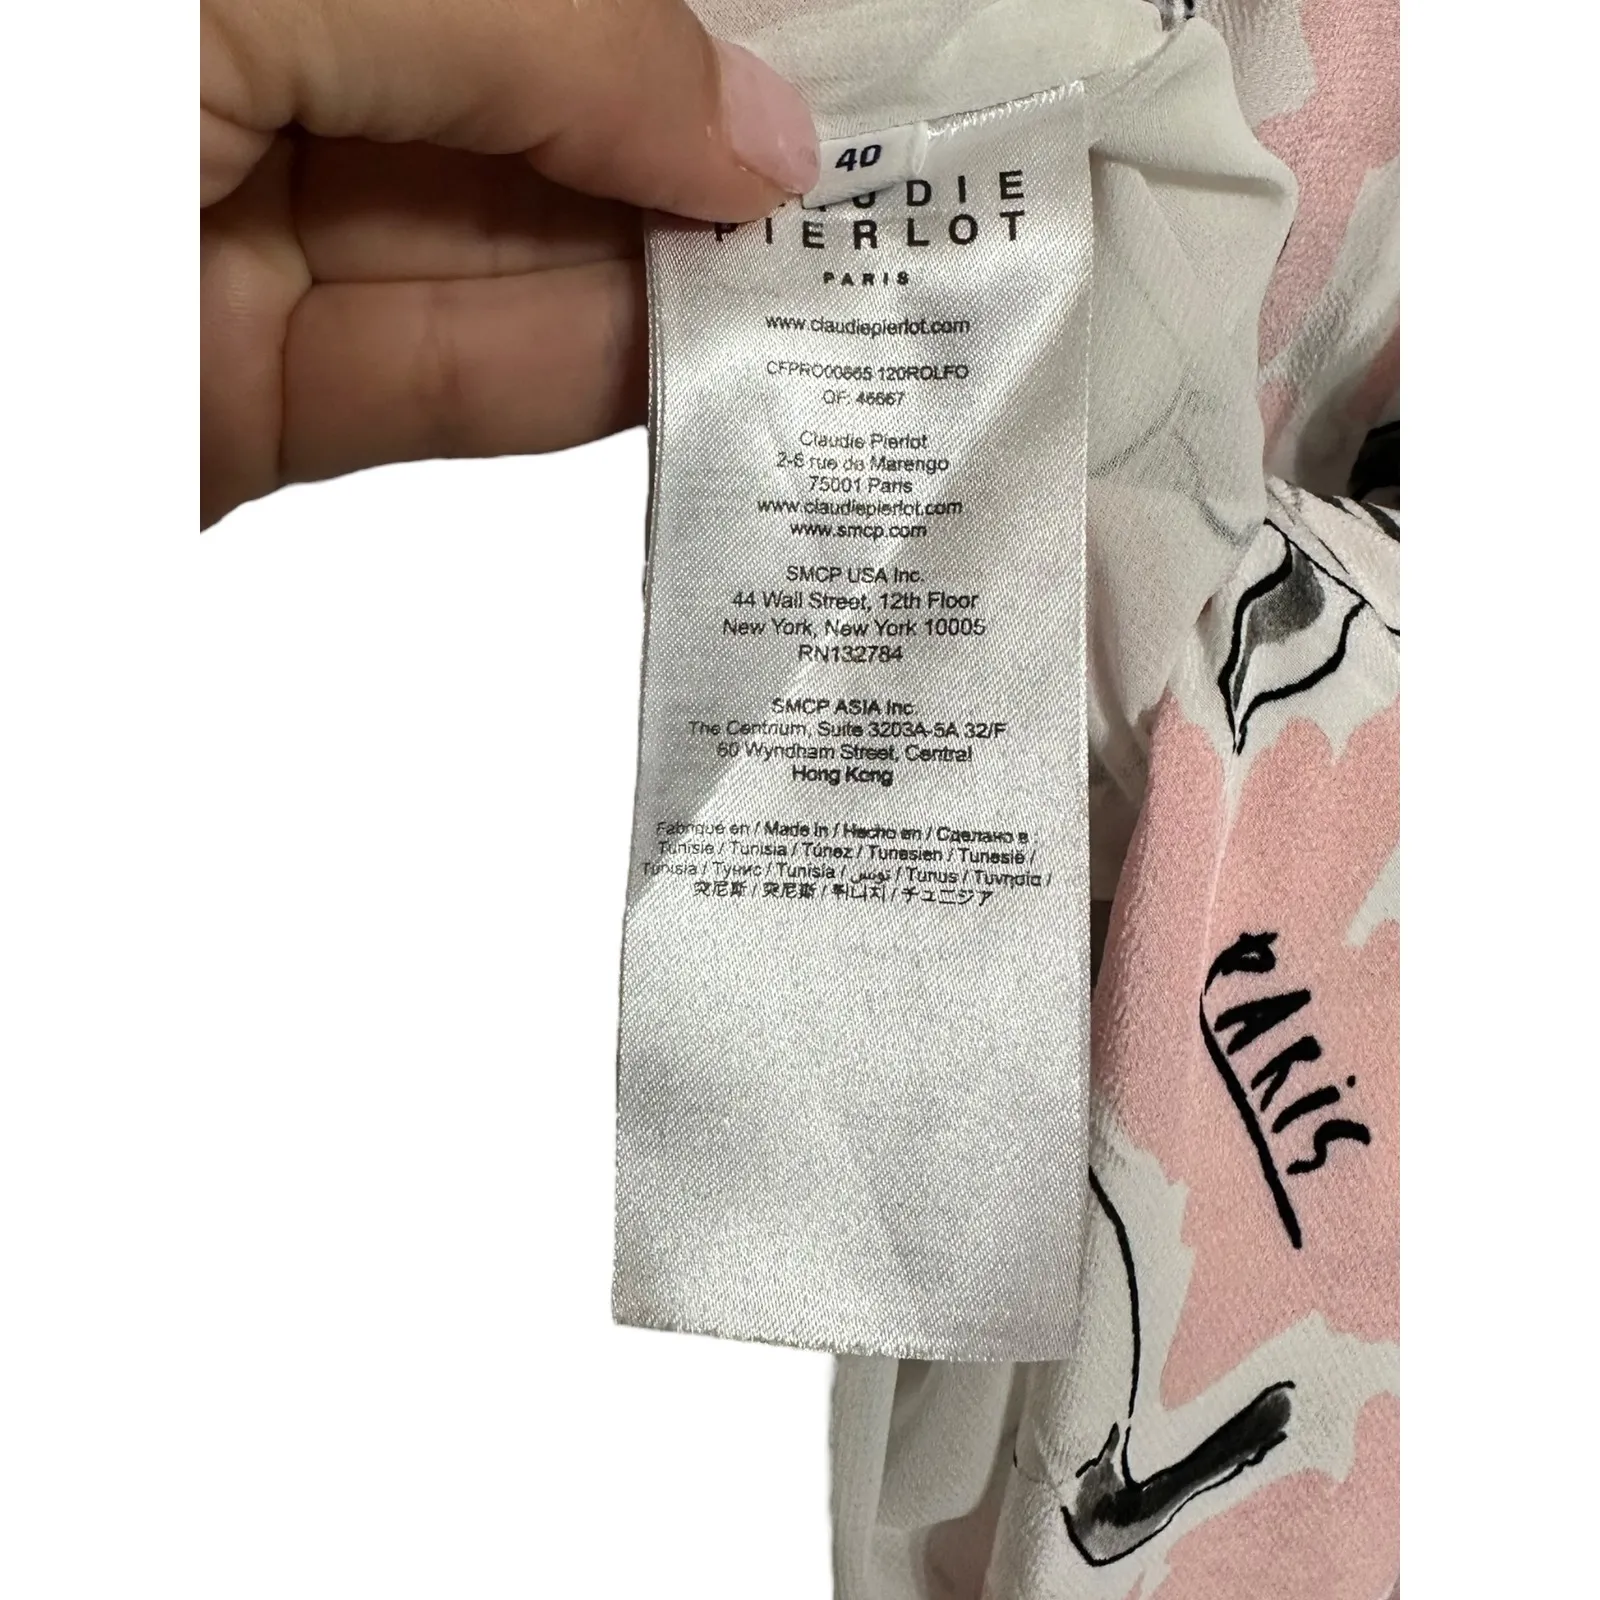 40
CLAUDIE
PIERLOT
PARIS
www.claudiepierlot.com
CFPRO00665 120ROLFO
OF: 46667
Claudie Pierlot
2-6 rue de Marengo
75001 Paris
www.claudiepierlot.com
www.smcp.com
SMCP USA Inc.
44 Wall Street, 12th Floor
New York, New York 10005
RN132784
SMCP ASIA Inc.
The Centrium, Suite 3203A-5A 32/F
60 Wyndham Street, Central
Hong Kong
Fabriqué en / Made in / Hecho en / Сделано в :
Tunisie / Tunisia / Túnez / Tunesien / Tunesië /
Tunísia / Тунис / Tunisia / تونس / Tunus / Τυνησία /
突尼斯 / 突尼斯 / 튀니지 / チュニジア
PARIS